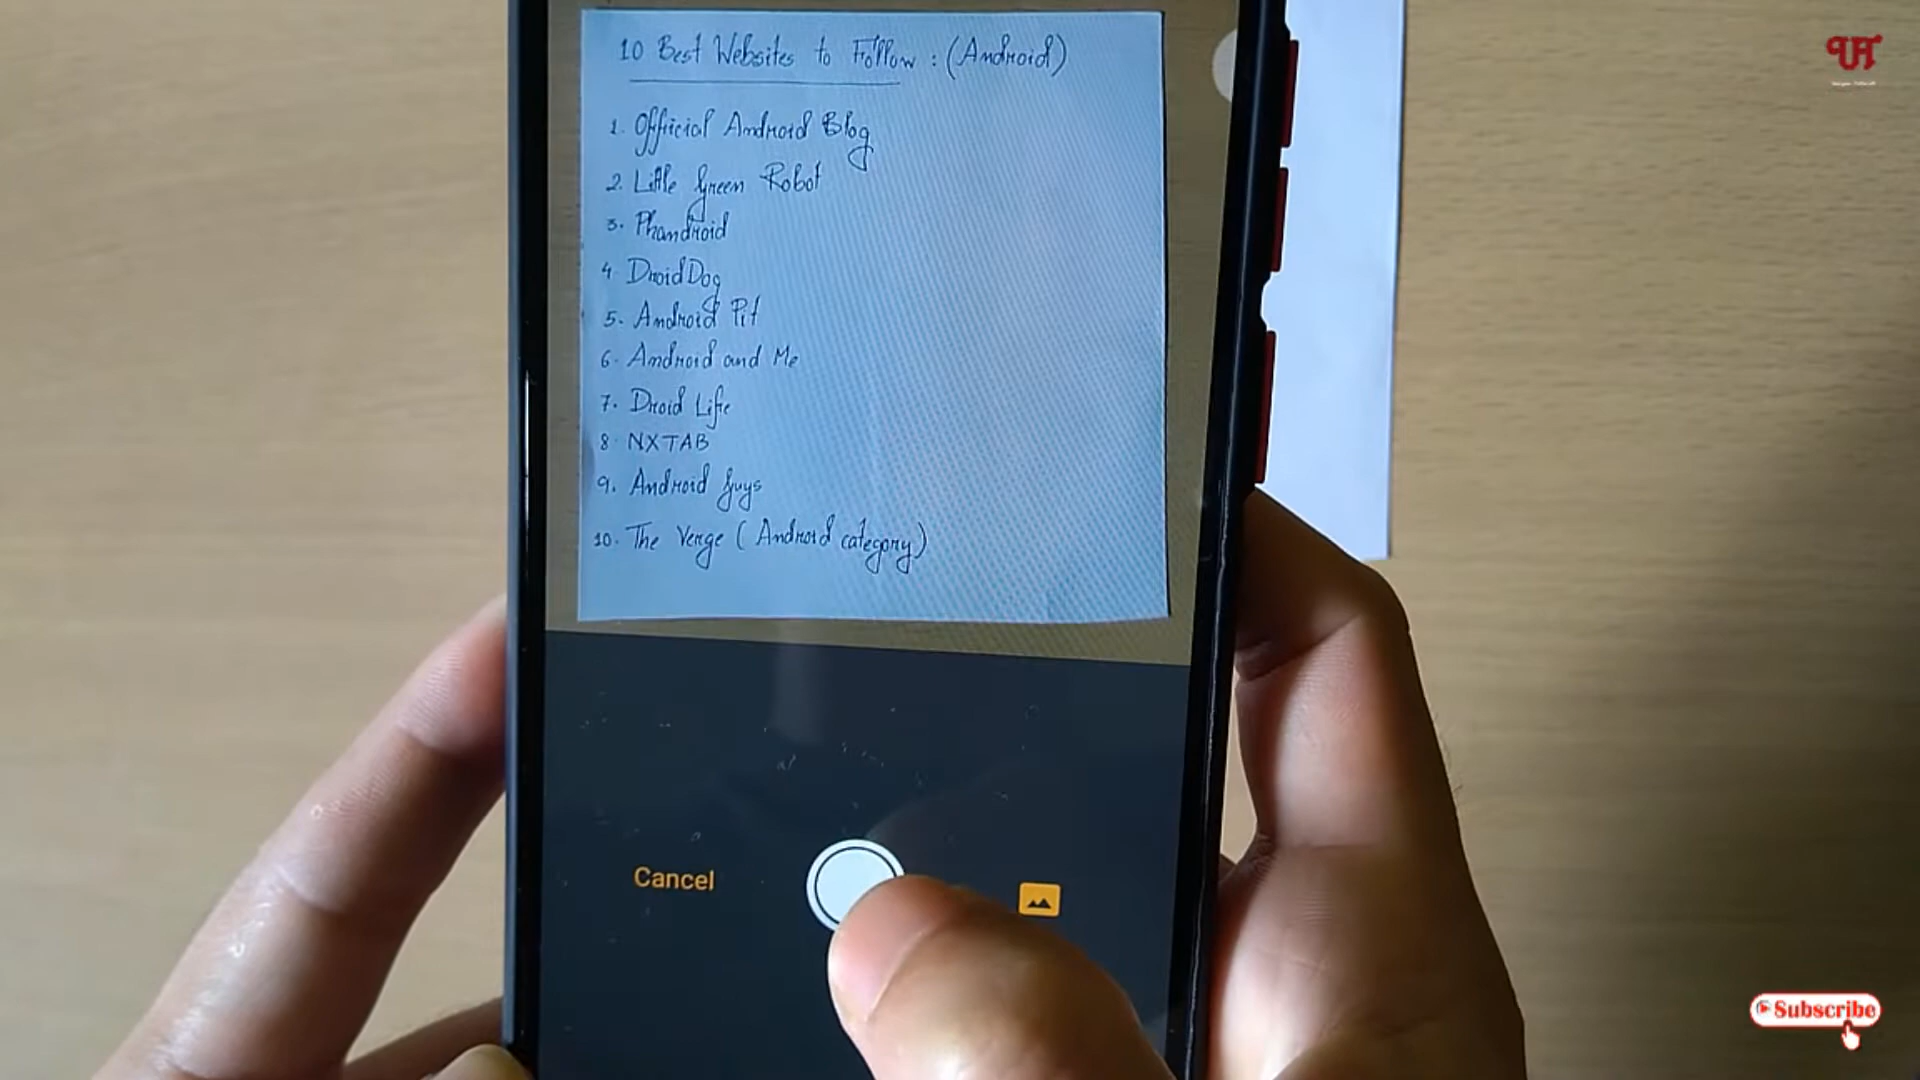 10 Best Websites to Follow : (Android)
1. Official Android Blog
2. Little Green Robot
3. Phandroid
4 DroidDog
5. Android Pit
6. Android and Me
7. Droid Life
8 NXTAB
9. Android Guys
10. The Verge ( Android category)
Cancel
Subscribe